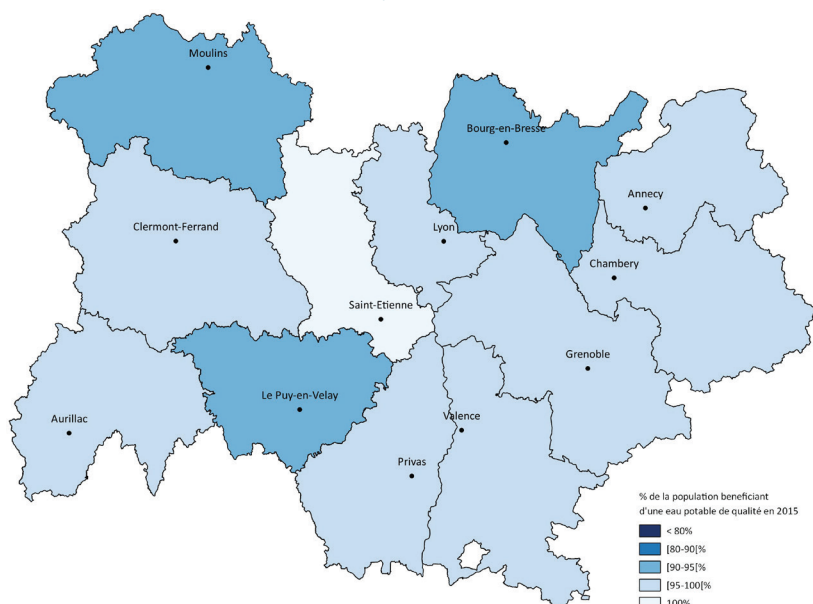 Moulins
Bourg-en-Bresse
Annecy
Clermont-Ferrand
Lyon
Chambery
Saint-Etienne
Grenoble
Le Puy-en-Velay
Valence
Aurillac
Privas
% de la population beneficiant
d'une eau potable de qualité en 2015
< 80%
[80-90[%
[90-95[%
[95-100[%
100%